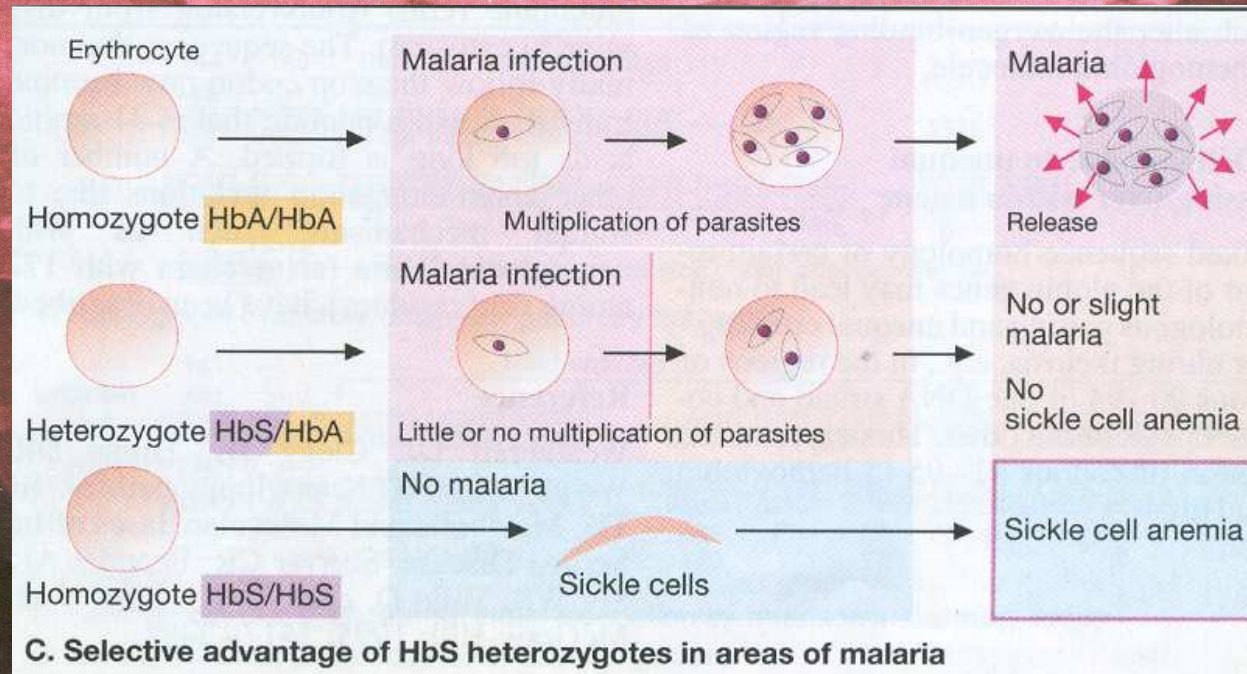 Erythrocyte
Malaria infection
Malaria
Homozygote HbA/HbA
Multiplication of parasites
Release
Malaria infection
No or slight
malaria
No
sickle cell anemia
Heterozygote HbS/HbA
Little or no multiplication of parasites
No malaria
Sickle cell anemia
Sickle cells
Homozygote HbS/HbS
C. Selective advantage of HbS heterozygotes in areas of malaria